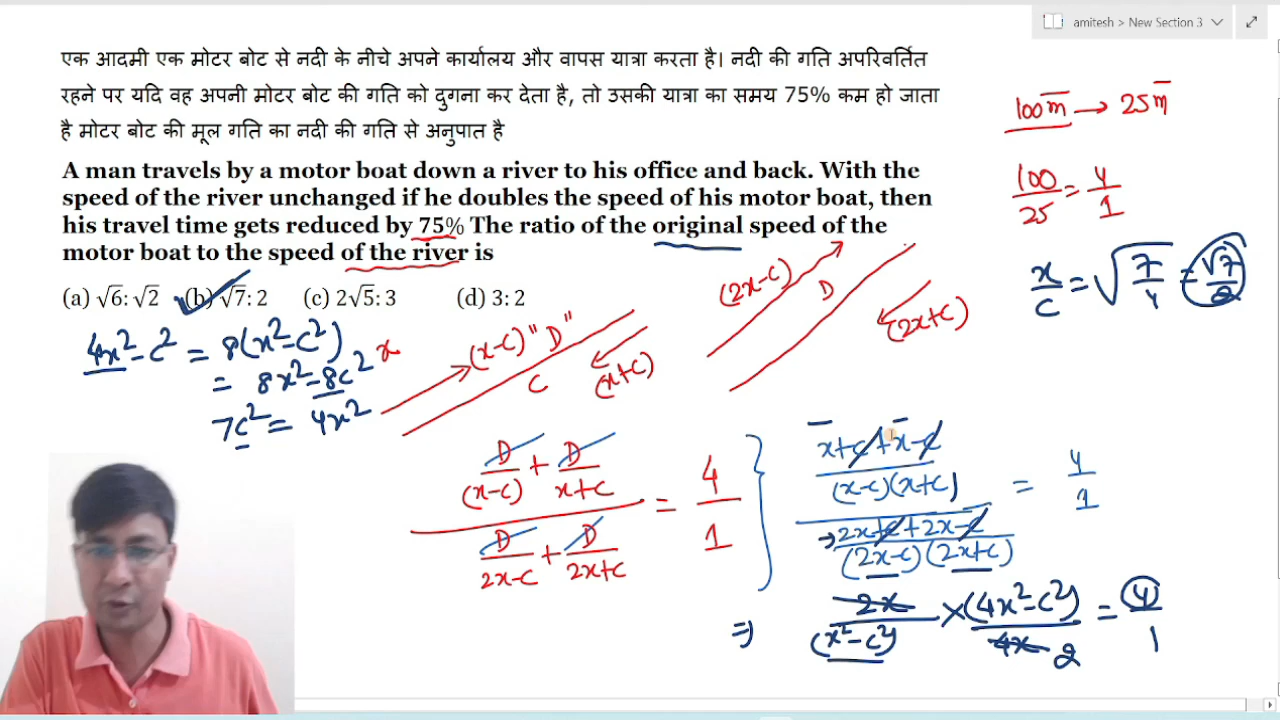 amitesh > New Section 3
एक आदमी एक मोटर बोट से नदी के नीचे अपने कार्यालय और वापस यात्रा करता है। नदी की गति अपरिवर्तित
रहने पर यदि वह अपनी मोटर बोट की गति को दुगना कर देता है, तो उसकी यात्रा का समय 75% कम हो जाता
है मोटर बोट की मूल गति का नदी की गति से अनुपात है
A man travels by a motor boat down a river to his office and back. With the
speed of the river unchanged if he doubles the speed of his motor boat, then
his travel time gets reduced by 75% The ratio of the original speed of the
motor boat to the speed of the river is
(a) √6: √2 (b) √7: 2 (c) 2√5: 3 (d) 3: 2
100m → 25m
100/25 = 4/1
x/c = √(7/4) = √7/2
4x² - c² = 8(x² - c²)
= 8x² - 8c²
7c² = 4x²
x
(x-c) "D"
C
(x+c)
(2x-c)
D
(2x+c)
(D/(x-c) + D/(x+c)) / (D/(2x-c) + D/(2x+c)) = 4/1
((x+c+x-c)/((x-c)(x+c))) / ((2x+c+2x-c)/((2x-c)(2x+c))) = 4/1
⇒ 2x/(x²-c²) × (4x²-c²)/4x 2 = 4/1